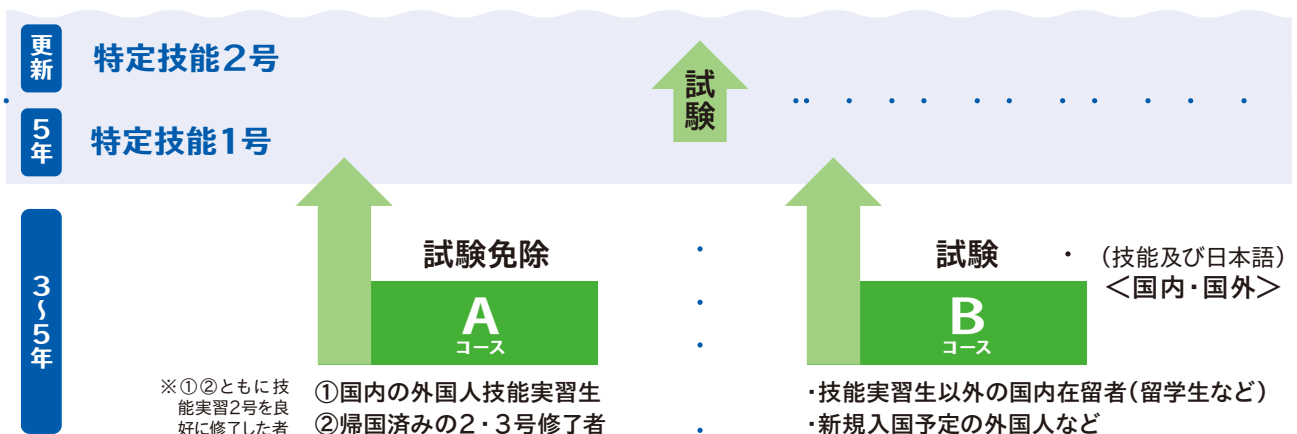 更新
特定技能2号
試験
5年
特定技能1号
3〜5年
試験免除
A
コース
試験
(技能及び日本語)
<国内・国外>
B
コース
※①②ともに技
能実習2号を良
好に修了した者
①国内の外国人技能実習生
②帰国済みの2・3号修了者
・技能実習生以外の国内在留者(留学生など)
・新規入国予定の外国人など